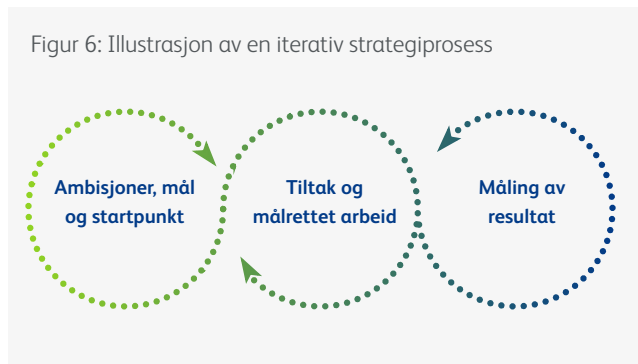 Figur 6: Illustrasjon av en iterativ strategiprosess
Ambisjoner, mål
og startpunkt
Tiltak og
målrettet arbeid
Måling av
resultat